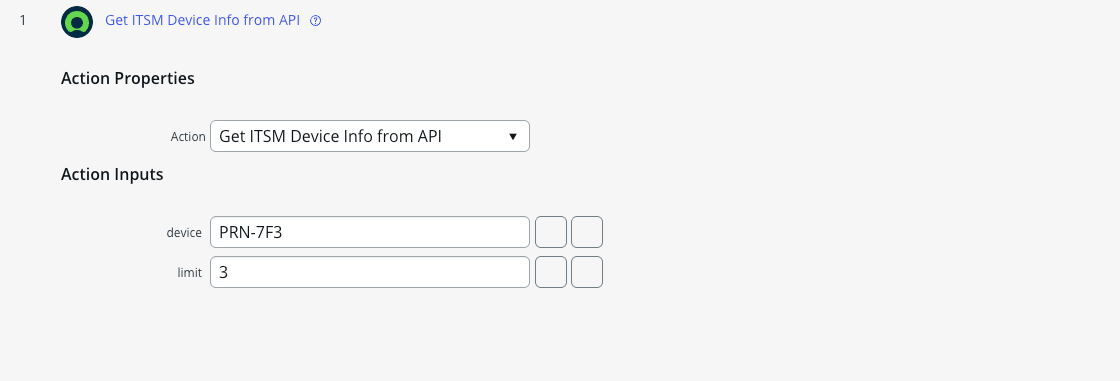 1 Get ITSM Device Info from API
Action Properties
Action Get ITSM Device Info from API
Action Inputs
device PRN-7F3
limit 3